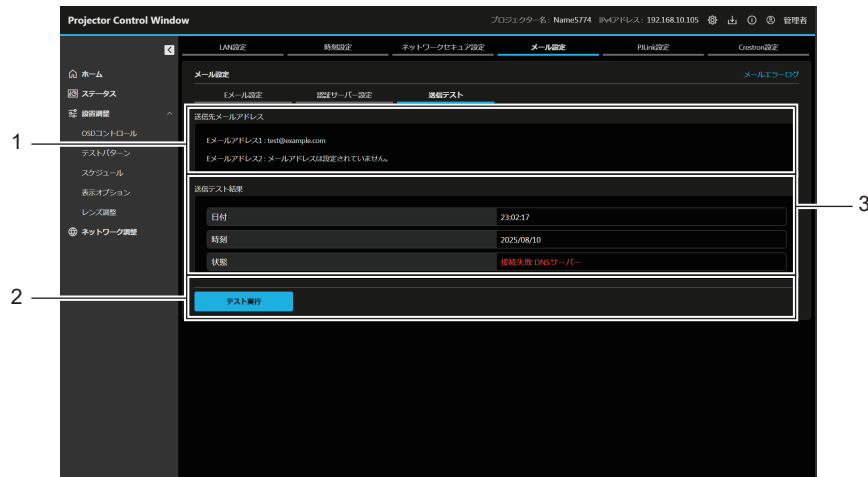 Projector Control Window
プロジェクター名: Name5774 IPv4アドレス: 192.168.10.105 管理者
LAN設定 時刻設定 ネットワークセキュア設定 メール設定 PJLink設定 Crestron設定
ホーム
ステータス
設置調整
OSDコントロール
テストパターン
スケジュール
表示オプション
レンズ調整
ネットワーク調整
メール設定 メールエラーログ
Eメール設定 認証サーバー設定 送信テスト
1
送信先メールアドレス
Eメールアドレス1 : test@example.com
Eメールアドレス2 : メールアドレスは設定されていません。
3
送信テスト結果
日付 23:02:17
時刻 2025/08/10
状態 接続失敗 DNSサーバー
2
テスト実行